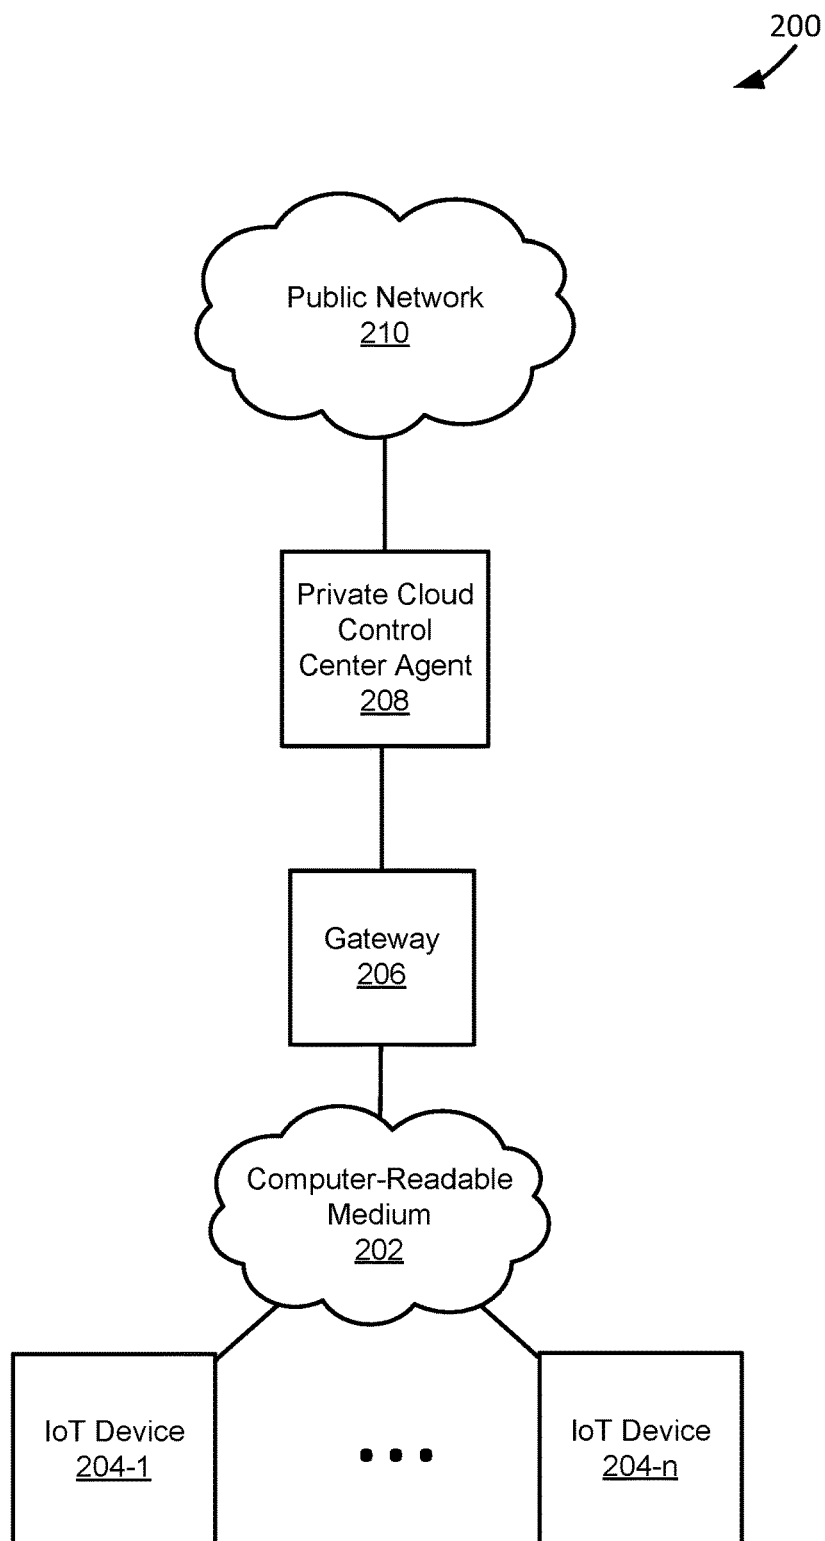 200
Public Network
210
Private Cloud
Control
Center Agent
208
Gateway
206
Computer-Readable
Medium
202
IoT Device
204-1
IoT Device
204-n